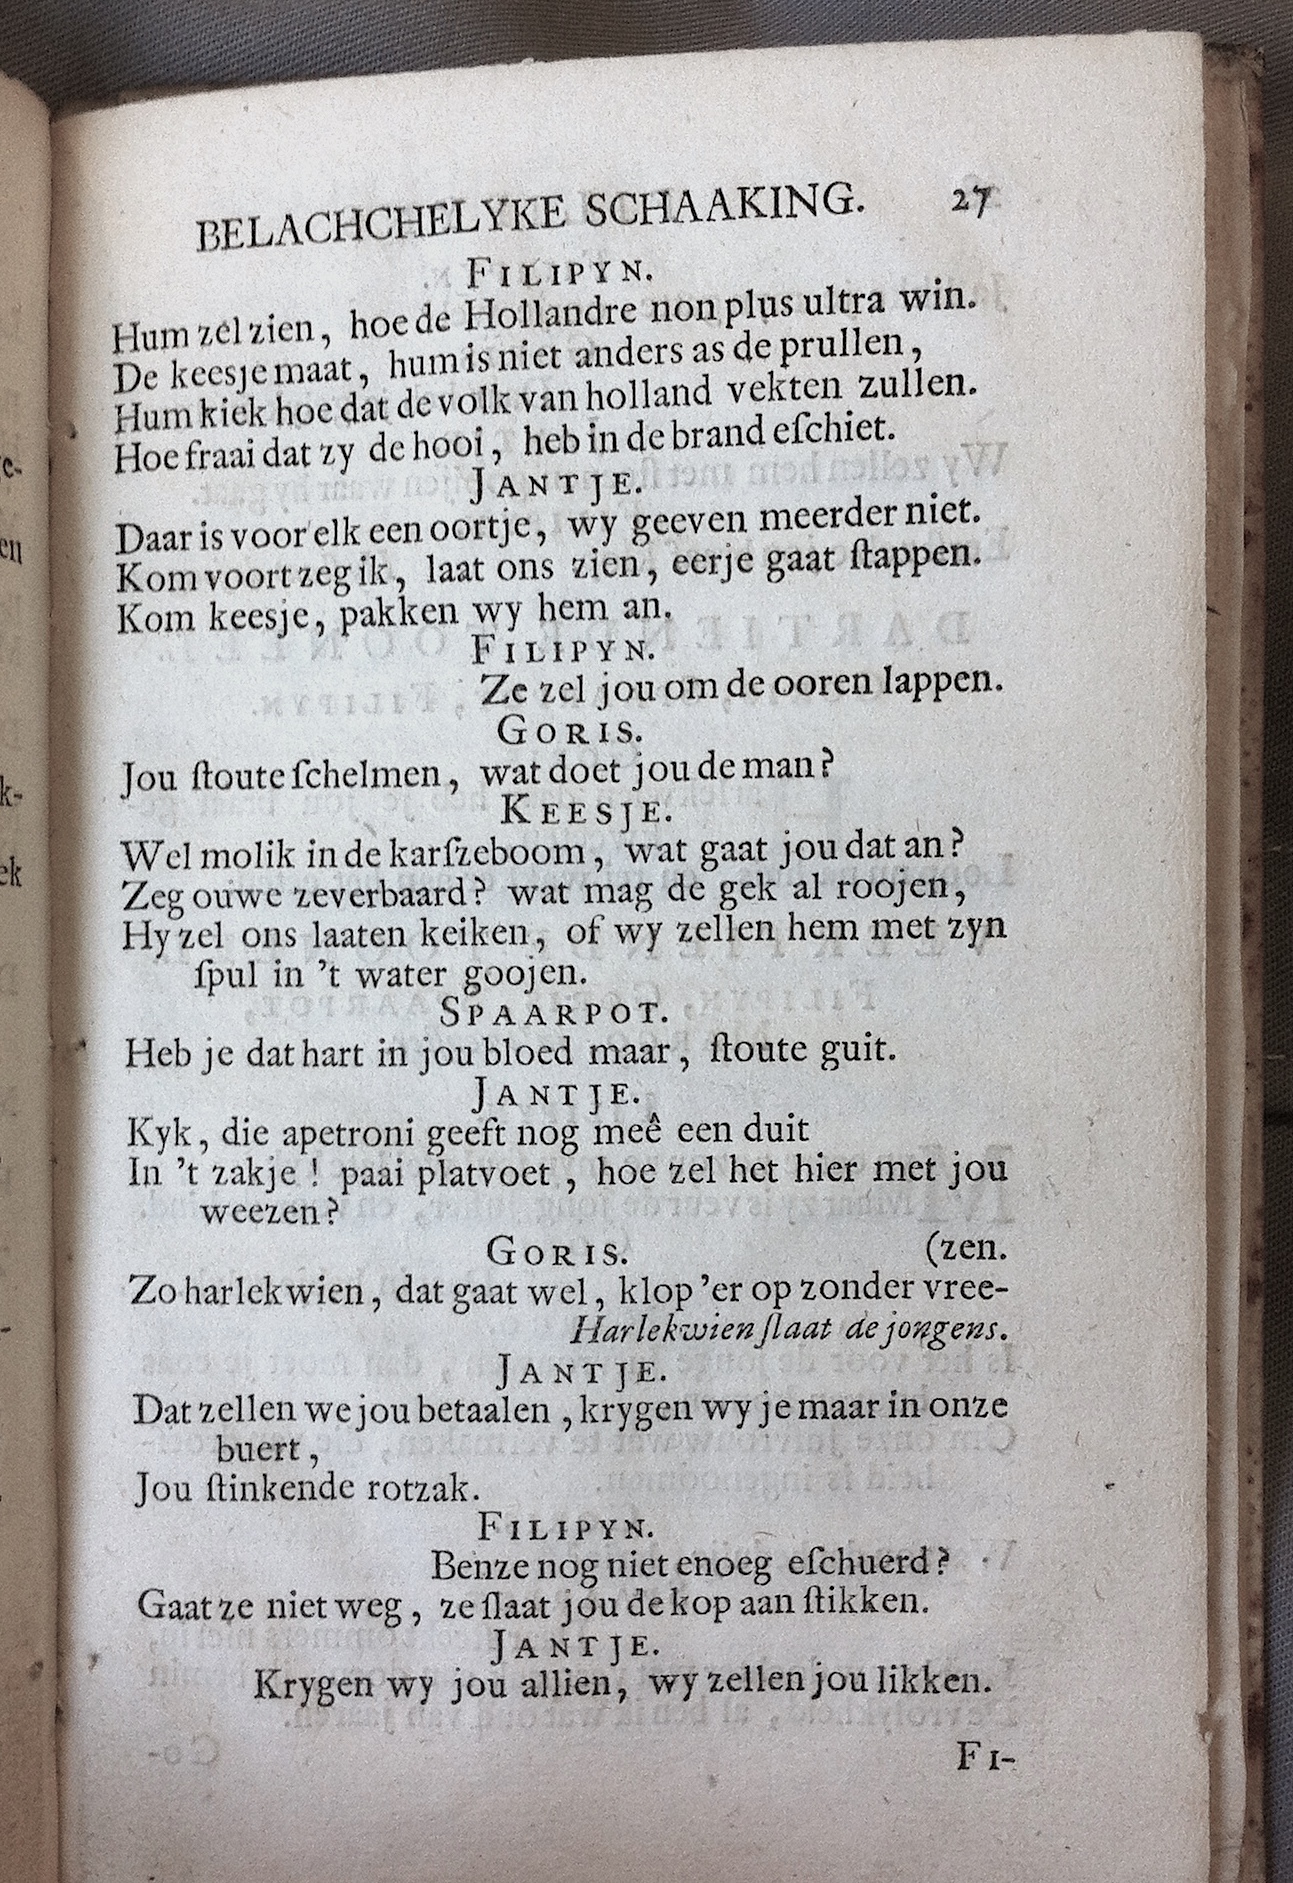 BELACHCHELYKE SCHAAKING. 27
FILIPYN.
Hum zel zien, hoe de Hollandre non plus ultra win.
De keesje maat, hum is niet anders as de prullen,
Hum kiek hoe dat de volk van holland vekten zullen.
Hoe fraai dat zy de hooi, heb in de brand eſchiet.
JANTJE.
Daar is voor elk een oortje, wy geeven meerder niet.
Kom voort zeg ik, laat ons zien, eerje gaat ſtappen.
Kom keesje, pakken wy hem an.
FILIPYN.
Ze zel jou om de ooren lappen.
GORIS.
Jou ſtoute ſchelmen, wat doet jou de man?
KEESJE.
Wel molik in de karſzeboom, wat gaat jou dat an?
Zeg ouwe zeverbaard? wat mag de gek al roojen,
Hy zel ons laaten keiken, of wy zellen hem met zyn
ſpul in 't water goojen.
SPAARPOT.
Heb je dat hart in jou bloed maar, ſtoute guit.
JANTJE.
Kyk, die apetroni geeft nog meê een duit
In 't zakje! paai platvoet, hoe zel het hier met jou
weezen?
GORIS. (zen.
Zo harlekwien, dat gaat wel, klop 'er op zonder vree-
Harlekwien ſlaat de jongens.
JANTJE.
Dat zellen we jou betaalen, krygen wy je maar in onze
buert,
Jou ſtinkende rotzak.
FILIPYN.
Benze nog niet enoeg eſchuerd?
Gaat ze niet weg, ze ſlaat jou de kop aan ſtikken.
JANTJE.
Krygen wy jou allien, wy zellen jou likken.
FI-
e-
en
k-
ek